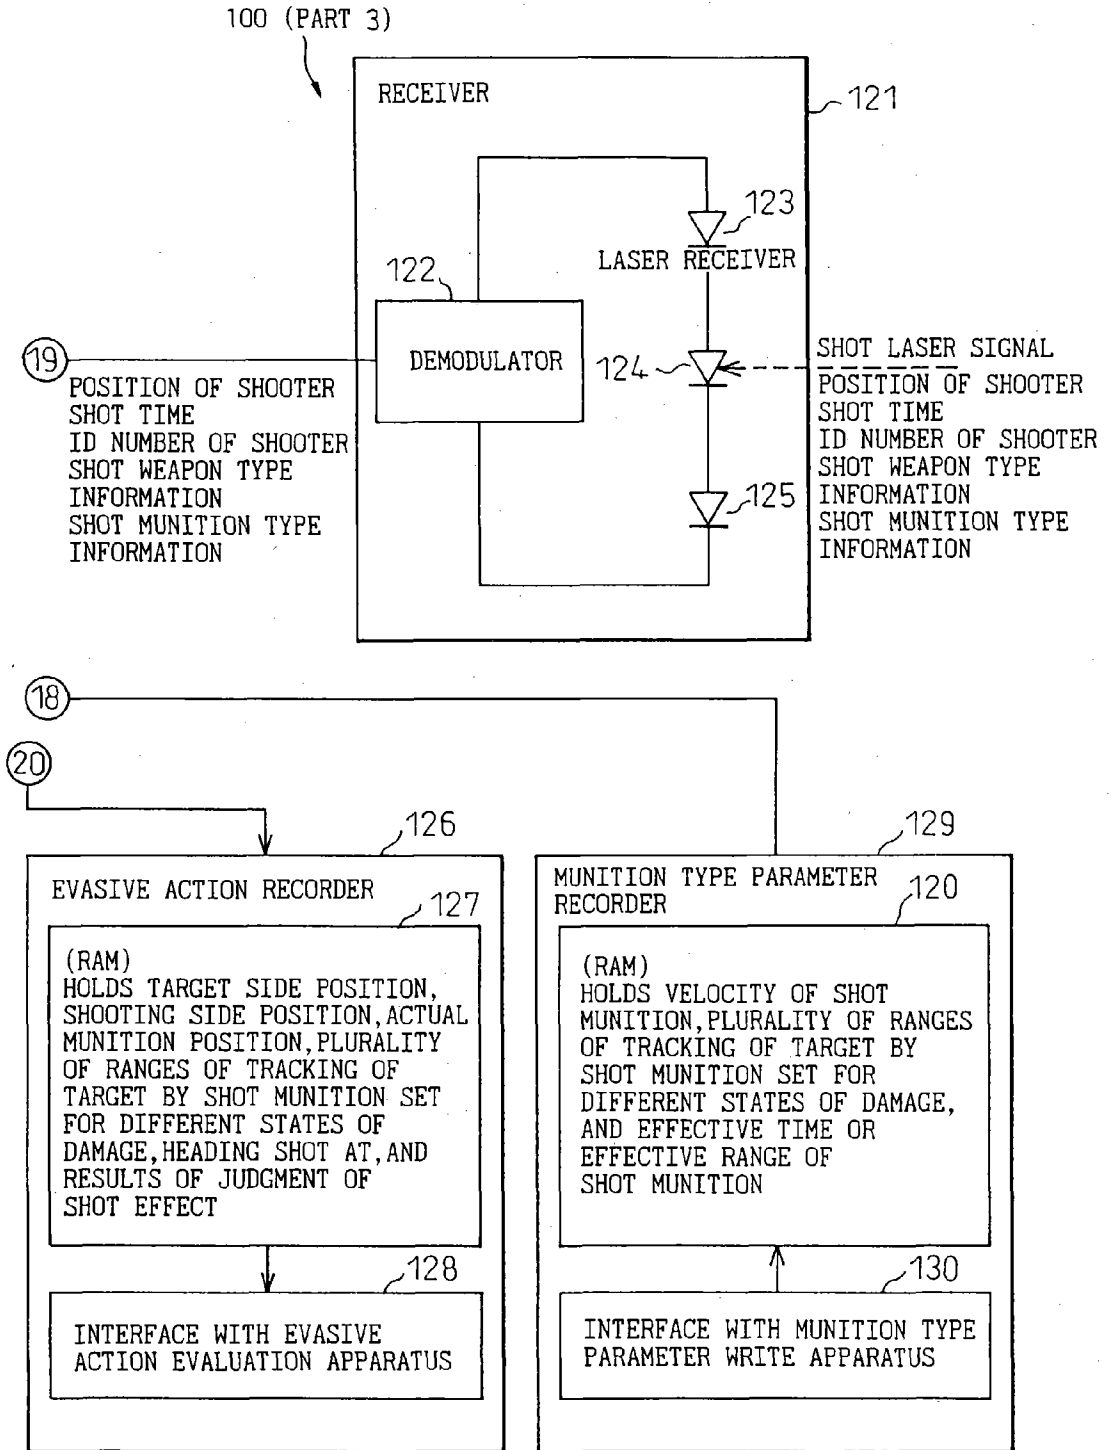 100 (PART 3)
RECEIVER
121
123
LASER RECEIVER
122
DEMODULATOR
19
124
SHOT LASER SIGNAL
POSITION OF SHOOTER
SHOT TIME
ID NUMBER OF SHOOTER
SHOT WEAPON TYPE
INFORMATION
SHOT MUNITION TYPE
INFORMATION
POSITION OF SHOOTER
SHOT TIME
ID NUMBER OF SHOOTER
SHOT WEAPON TYPE
INFORMATION
SHOT MUNITION TYPE
INFORMATION
125
18
20
126
EVASIVE ACTION RECORDER
127
(RAM)
HOLDS TARGET SIDE POSITION,
SHOOTING SIDE POSITION,ACTUAL
MUNITION POSITION,PLURALITY
OF RANGES OF TRACKING OF
TARGET BY SHOT MUNITION SET
FOR DIFFERENT STATES OF
DAMAGE,HEADING SHOT AT,AND
RESULTS OF JUDGMENT OF
SHOT EFFECT
128
INTERFACE WITH EVASIVE
ACTION EVALUATION APPARATUS
129
MUNITION TYPE PARAMETER
RECORDER
120
(RAM)
HOLDS VELOCITY OF SHOT
MUNITION,PLURALITY OF RANGES
OF TRACKING OF TARGET BY
SHOT MUNITION SET FOR
DIFFERENT STATES OF DAMAGE,
AND EFFECTIVE TIME OR
EFFECTIVE RANGE OF
SHOT MUNITION
130
INTERFACE WITH MUNITION TYPE
PARAMETER WRITE APPARATUS